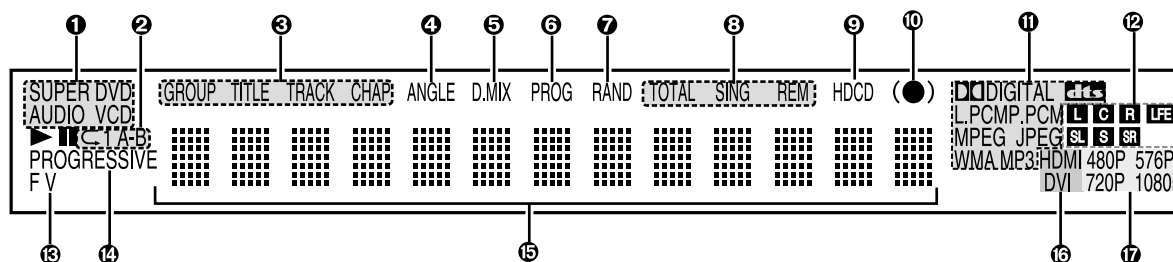 ❶ ❷ ❸ ❹ ❺ ❻ ❼ ❽ ❾ ❿ ⓫ ⓬
SUPER DVD GROUP TITLE TRACK CHAP ANGLE D.MIX PROG RAND TOTAL SING REM HDCD (●) DIGITAL dts
AUDIO VCD L.PCM P.PCM L C R LFE
1 A-B MPEG JPEG SL S SR
PROGRESSIVE WMA MP3 HDMI 480P 576P
F V DVI 720P 1080
⓭ ⓮ ⓯ ⓰ ⓱